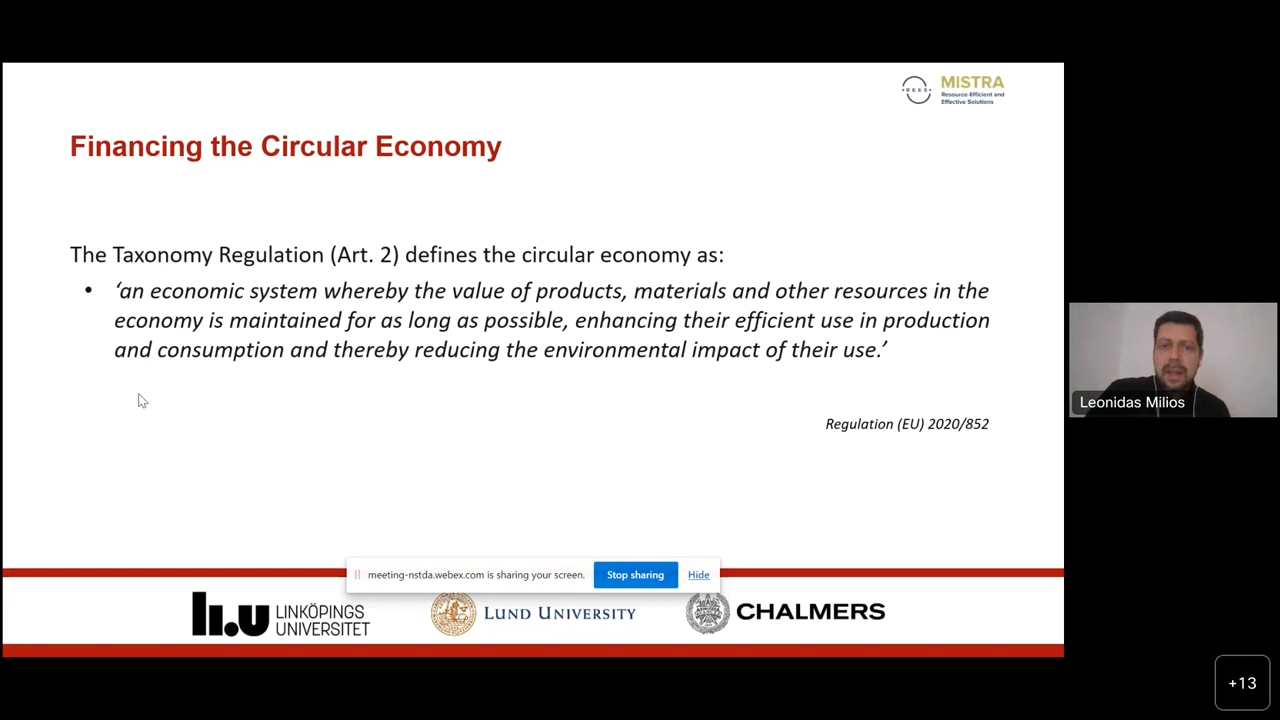 REES
MISTRA
Resource-Efficient and
Effective Solutions
Financing the Circular Economy
The Taxonomy Regulation (Art. 2) defines the circular economy as:
• ‘an economic system whereby the value of products, materials and other resources in the
economy is maintained for as long as possible, enhancing their efficient use in production
and consumption and thereby reducing the environmental impact of their use.’
Leonidas Milios
Regulation (EU) 2020/852
meeting-nstda.webex.com is sharing your screen.
Stop sharing
Hide
LINKÖPINGS
UNIVERSITET
LUND UNIVERSITY
CHALMERS
li.u
+13